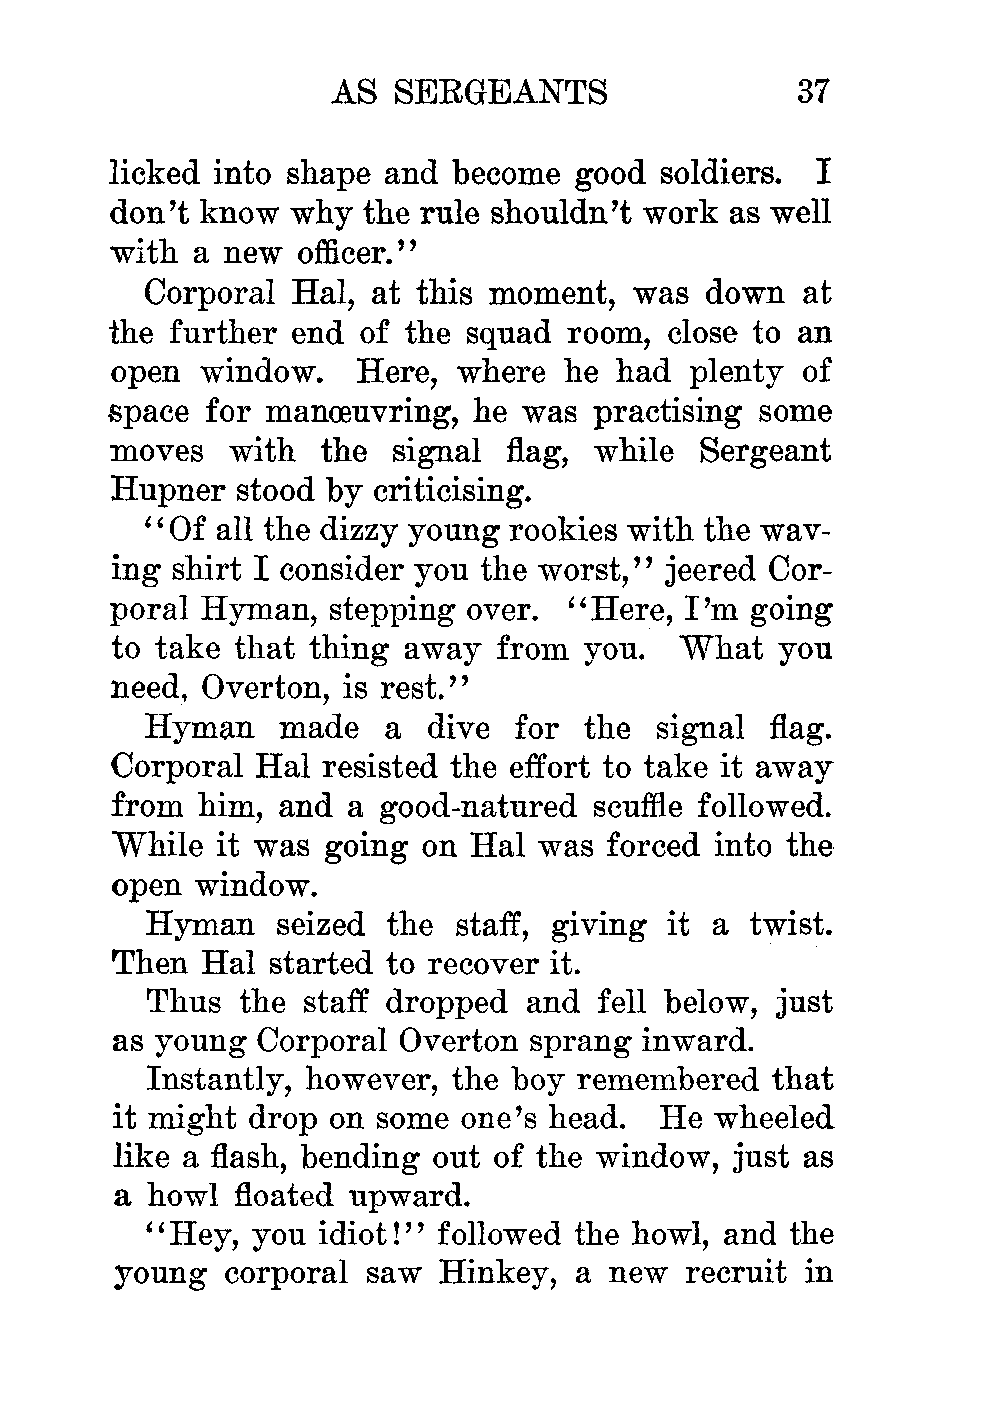 AS SERGEANTS 37
licked into shape and become good soldiers. I
don't know why the rule shouldn't work as well
with a new officer."
Corporal Hal, at this moment, was down at
the further end of the squad room, close to an
open window. Here, where he had plenty of
space for manœuvring, he was practising some
moves with the signal flag, while Sergeant
Hupner stood by criticising.
"Of all the dizzy young rookies with the wav-
ing shirt I consider you the worst," jeered Cor-
poral Hyman, stepping over. "Here, I'm going
to take that thing away from you. What you
need, Overton, is rest."
Hyman made a dive for the signal flag.
Corporal Hal resisted the effort to take it away
from him, and a good-natured scuffle followed.
While it was going on Hal was forced into the
open window.
Hyman seized the staff, giving it a twist.
Then Hal started to recover it.
Thus the staff dropped and fell below, just
as young Corporal Overton sprang inward.
Instantly, however, the boy remembered that
it might drop on some one's head. He wheeled
like a flash, bending out of the window, just as
a howl floated upward.
"Hey, you idiot!" followed the howl, and the
young corporal saw Hinkey, a new recruit in